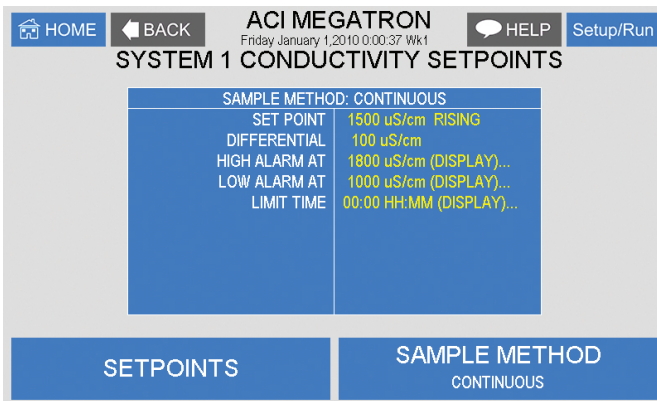 HOME BACK ACI MEGATRON HELP Setup/Run
Friday January 1,2010 0:00:37 Wk1
SYSTEM 1 CONDUCTIVITY SETPOINTS
SAMPLE METHOD: CONTINUOUS
SET POINT 1500 uS/cm RISING
DIFFERENTIAL 100 uS/cm
HIGH ALARM AT 1800 uS/cm (DISPLAY)...
LOW ALARM AT 1000 uS/cm (DISPLAY)...
LIMIT TIME 00:00 HH:MM (DISPLAY)...
SETPOINTS
SAMPLE METHOD
CONTINUOUS